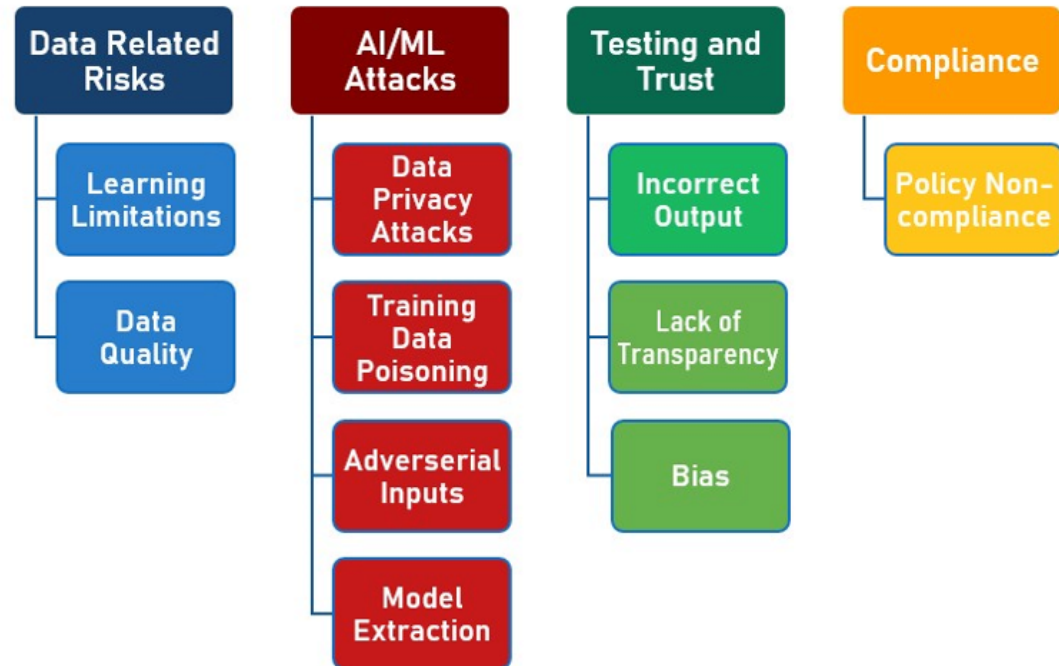 Data Related
Risks
Learning
Limitations
Data
Quality
AI/ML
Attacks
Data
Privacy
Attacks
Training
Data
Poisoning
Adverserial
Inputs
Model
Extraction
Testing and
Trust
Incorrect
Output
Lack of
Transparency
Bias
Compliance
Policy Non-
compliance